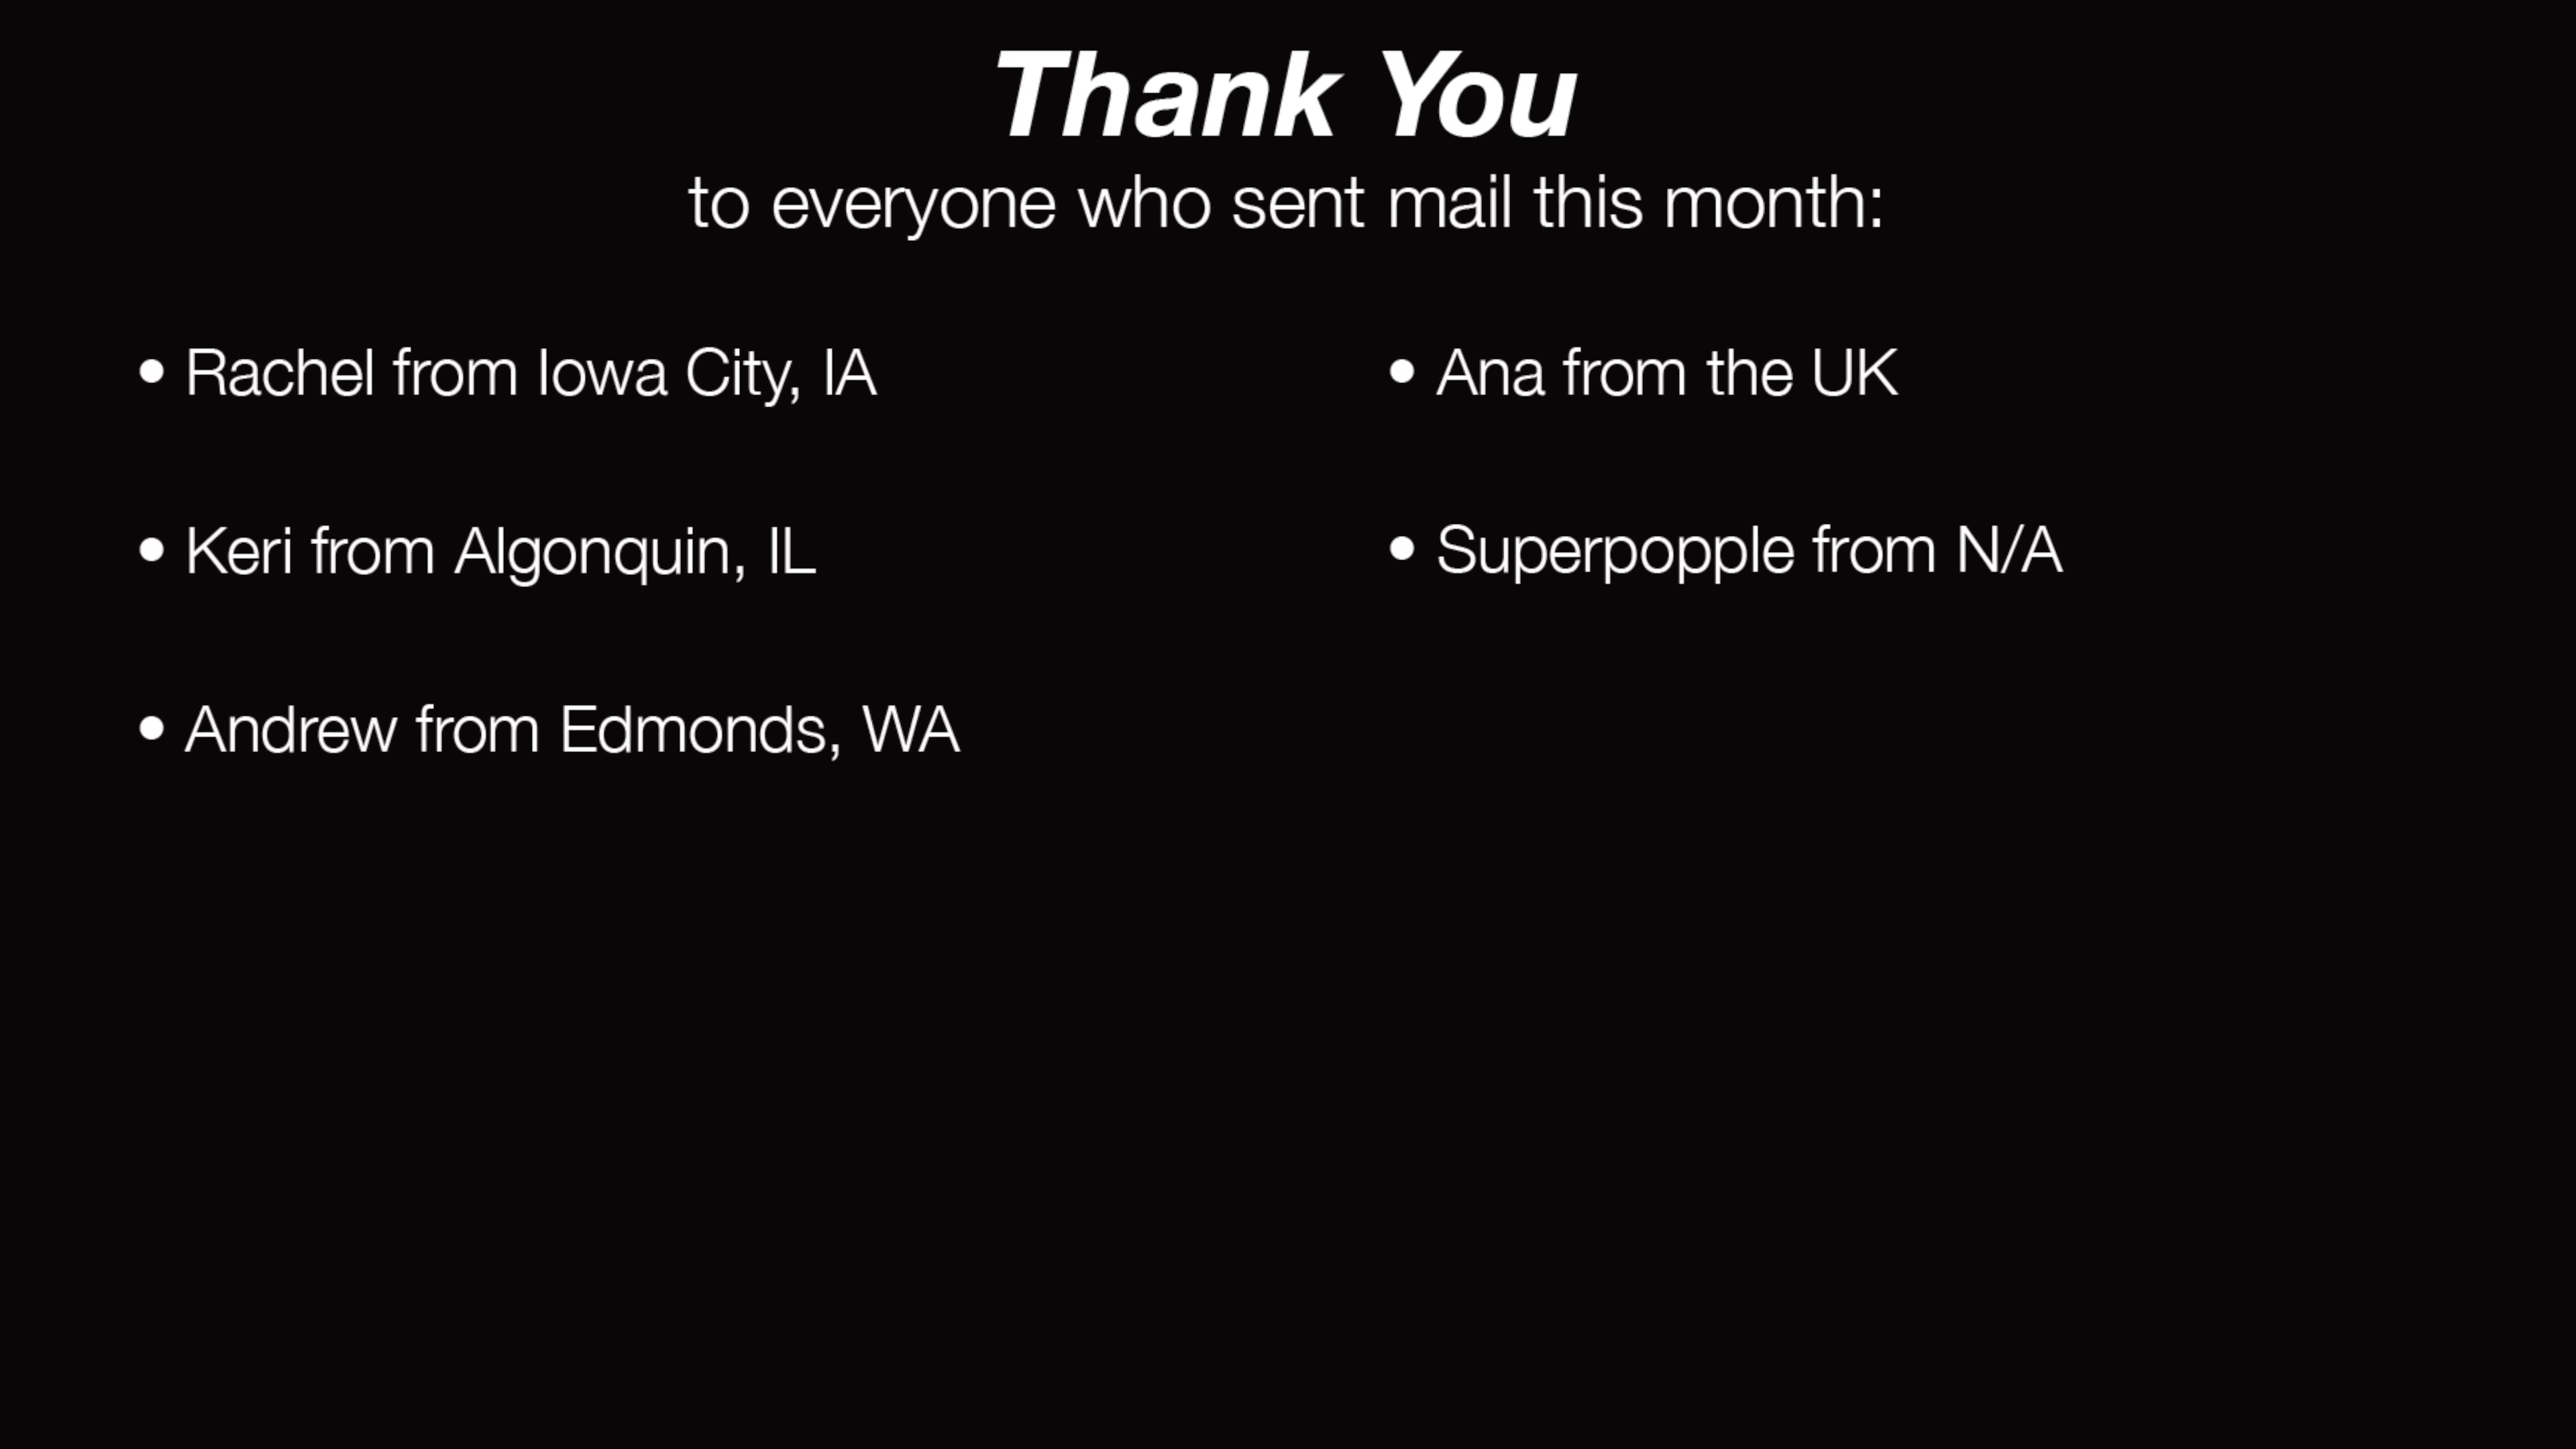 Thank You
to everyone who sent mail this month:
• Rachel from Iowa City, IA
• Keri from Algonquin, IL
• Andrew from Edmonds, WA
• Ana from the UK
• Superpopple from N/A